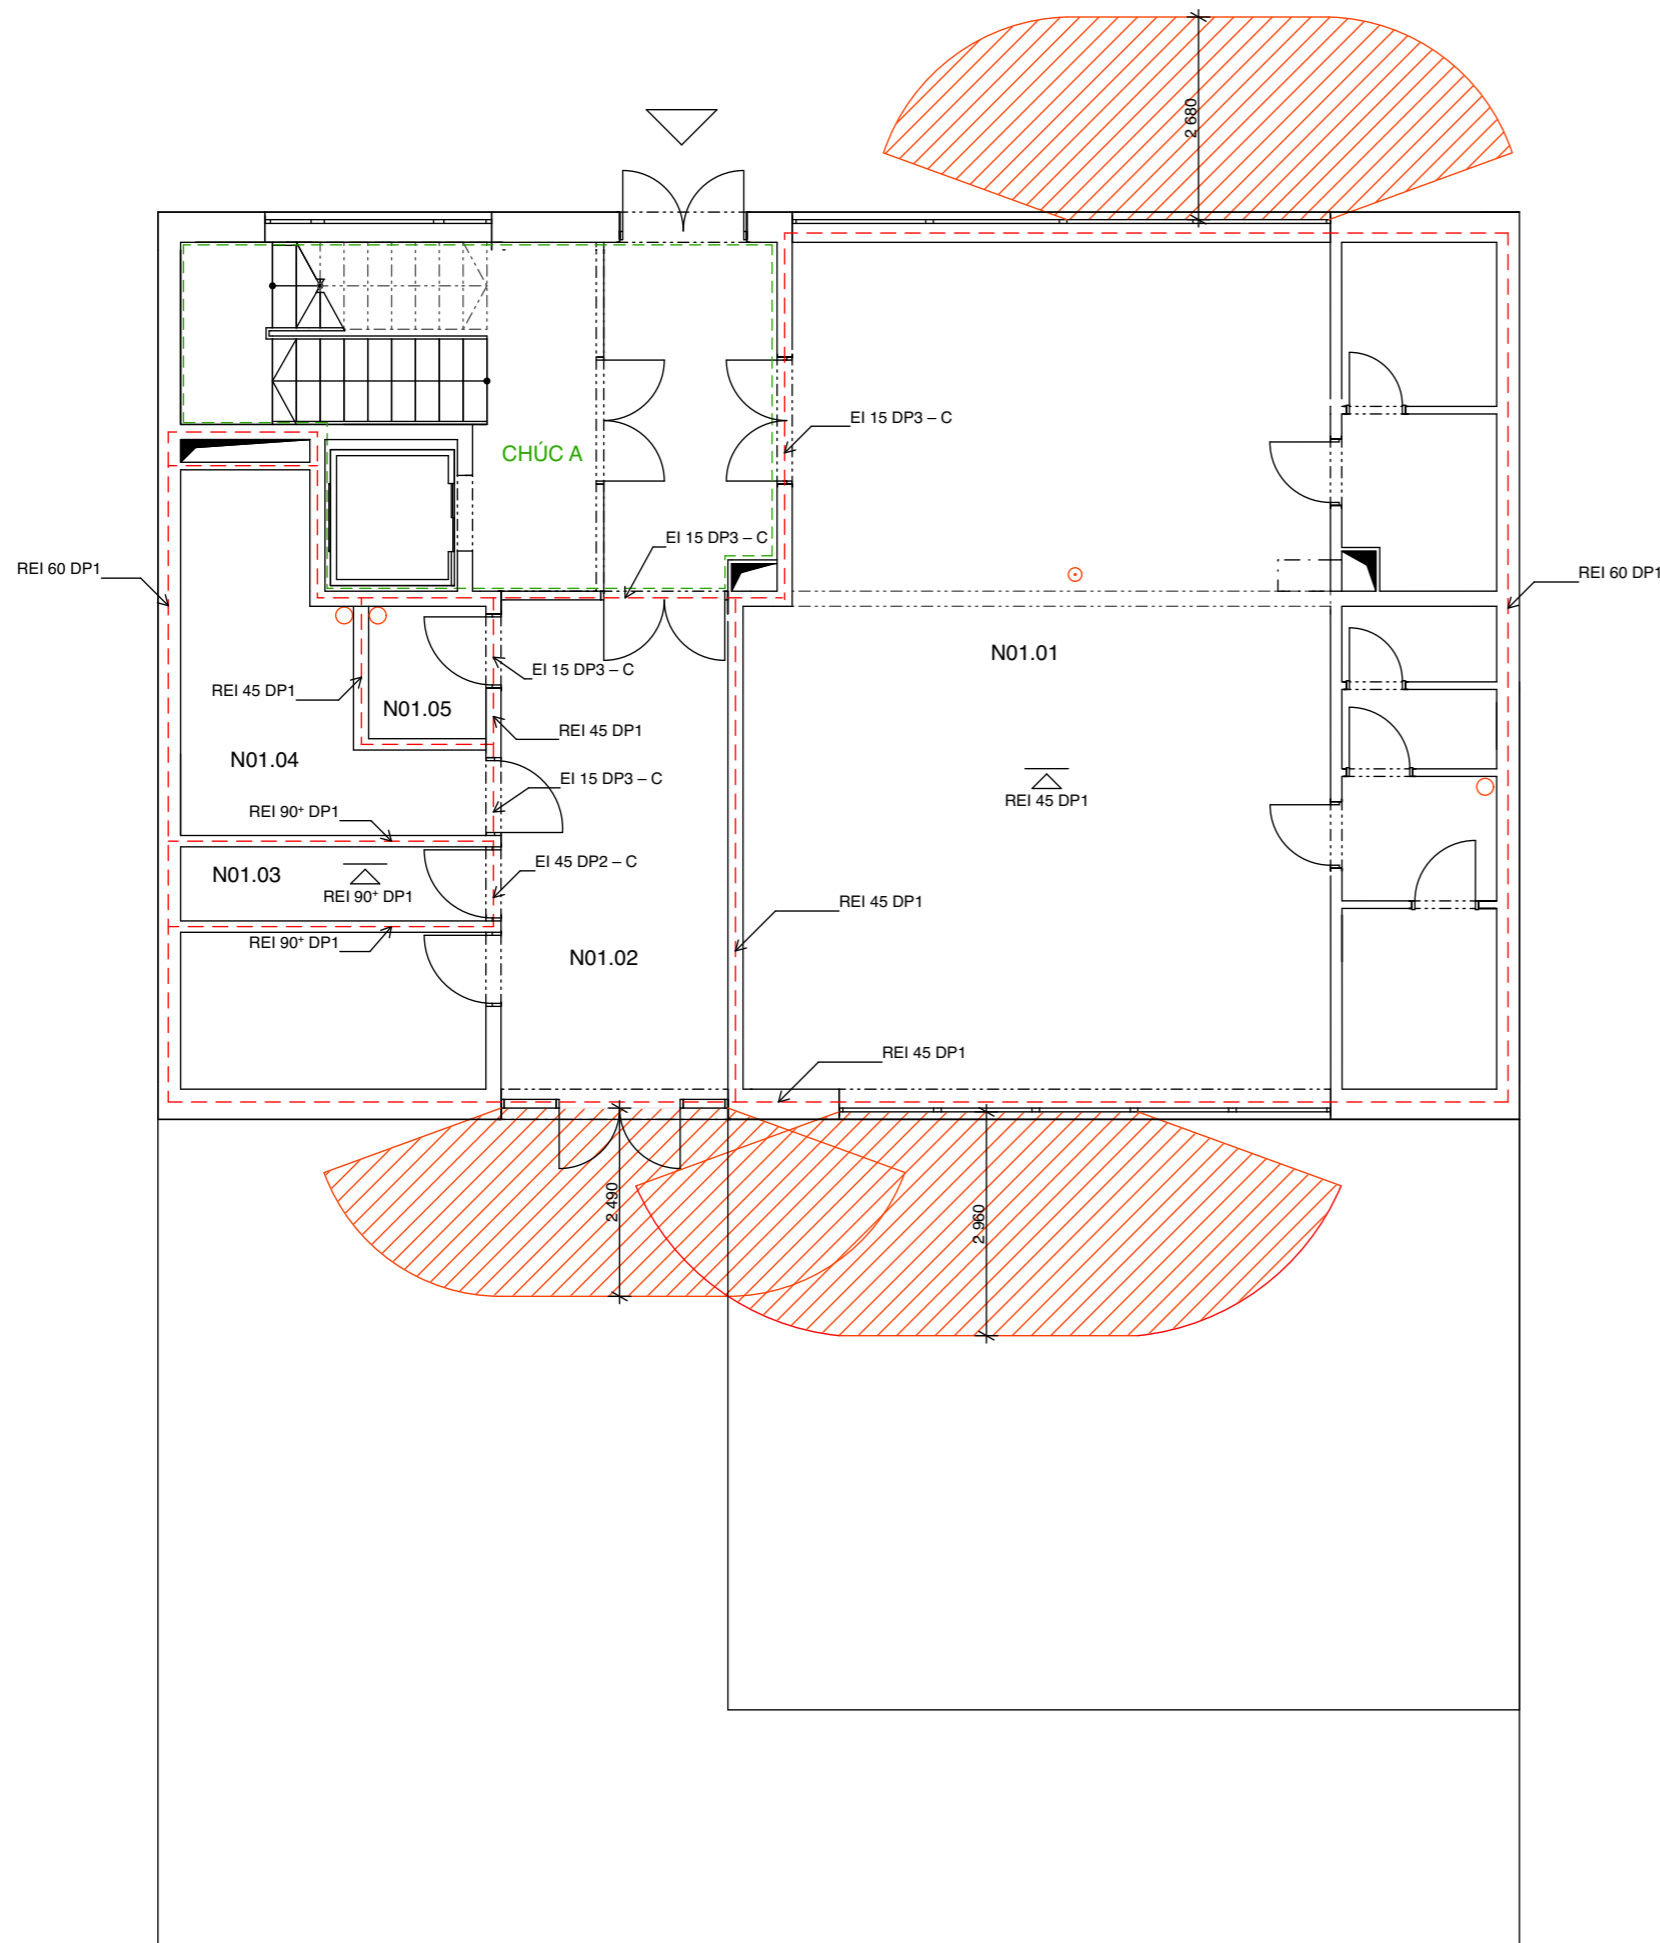 2 680
EI 15 DP3 – C
CHÚC A
EI 15 DP3 – C
REI 60 DP1
REI 60 DP1
N01.01
EI 15 DP3 – C
REI 45 DP1
N01.05
REI 45 DP1
N01.04
EI 15 DP3 – C
REI 45 DP1
REI 90+ DP1
EI 45 DP2 – C
N01.03
REI 90+ DP1
REI 45 DP1
REI 90+ DP1
N01.02
REI 45 DP1
2 490
2 960